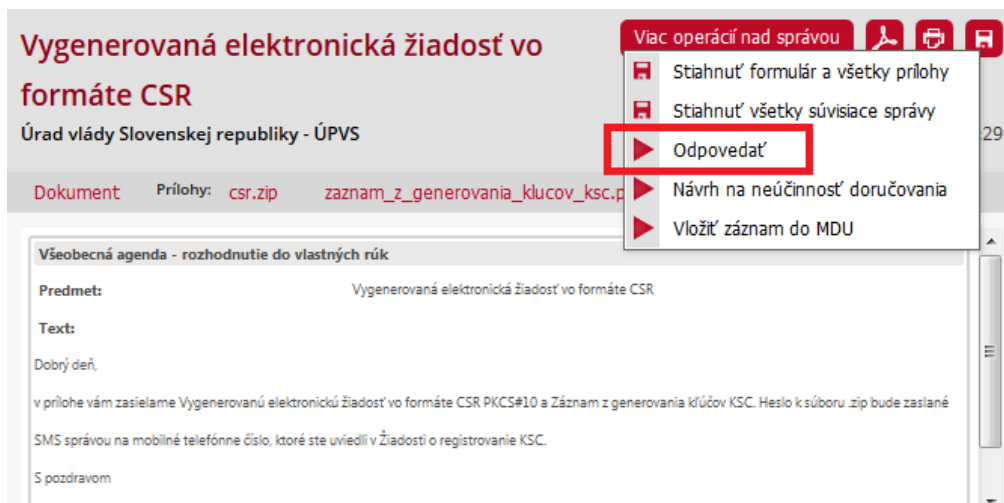 Vygenerovaná elektronická žiadosť vo
formáte CSR
Úrad vlády Slovenskej republiky - ÚPVS
Viac operácií nad správou
Stiahnuť formulár a všetky prílohy
Stiahnuť všetky súvisiace správy
Odpovedať
Návrh na neúčinnosť doručovania
Vložiť záznam do MDU
29
Dokument Prílohy: csr.zip zaznam_z_generovania_klucov_ksc.p
Všeobecná agenda - rozhodnutie do vlastných rúk
Predmet: Vygenerovaná elektronická žiadosť vo formáte CSR
Text:
Dobrý deň,
v prílohe vám zasielame Vygenerovanú elektronickú žiadosť vo formáte CSR PKCS#10 a Záznam z generovania kľúčov KSC. Heslo k súboru .zip bude zaslané
SMS správou na mobilné telefónne číslo, ktoré ste uviedli v Žiadosti o registrovanie KSC.
S pozdravom